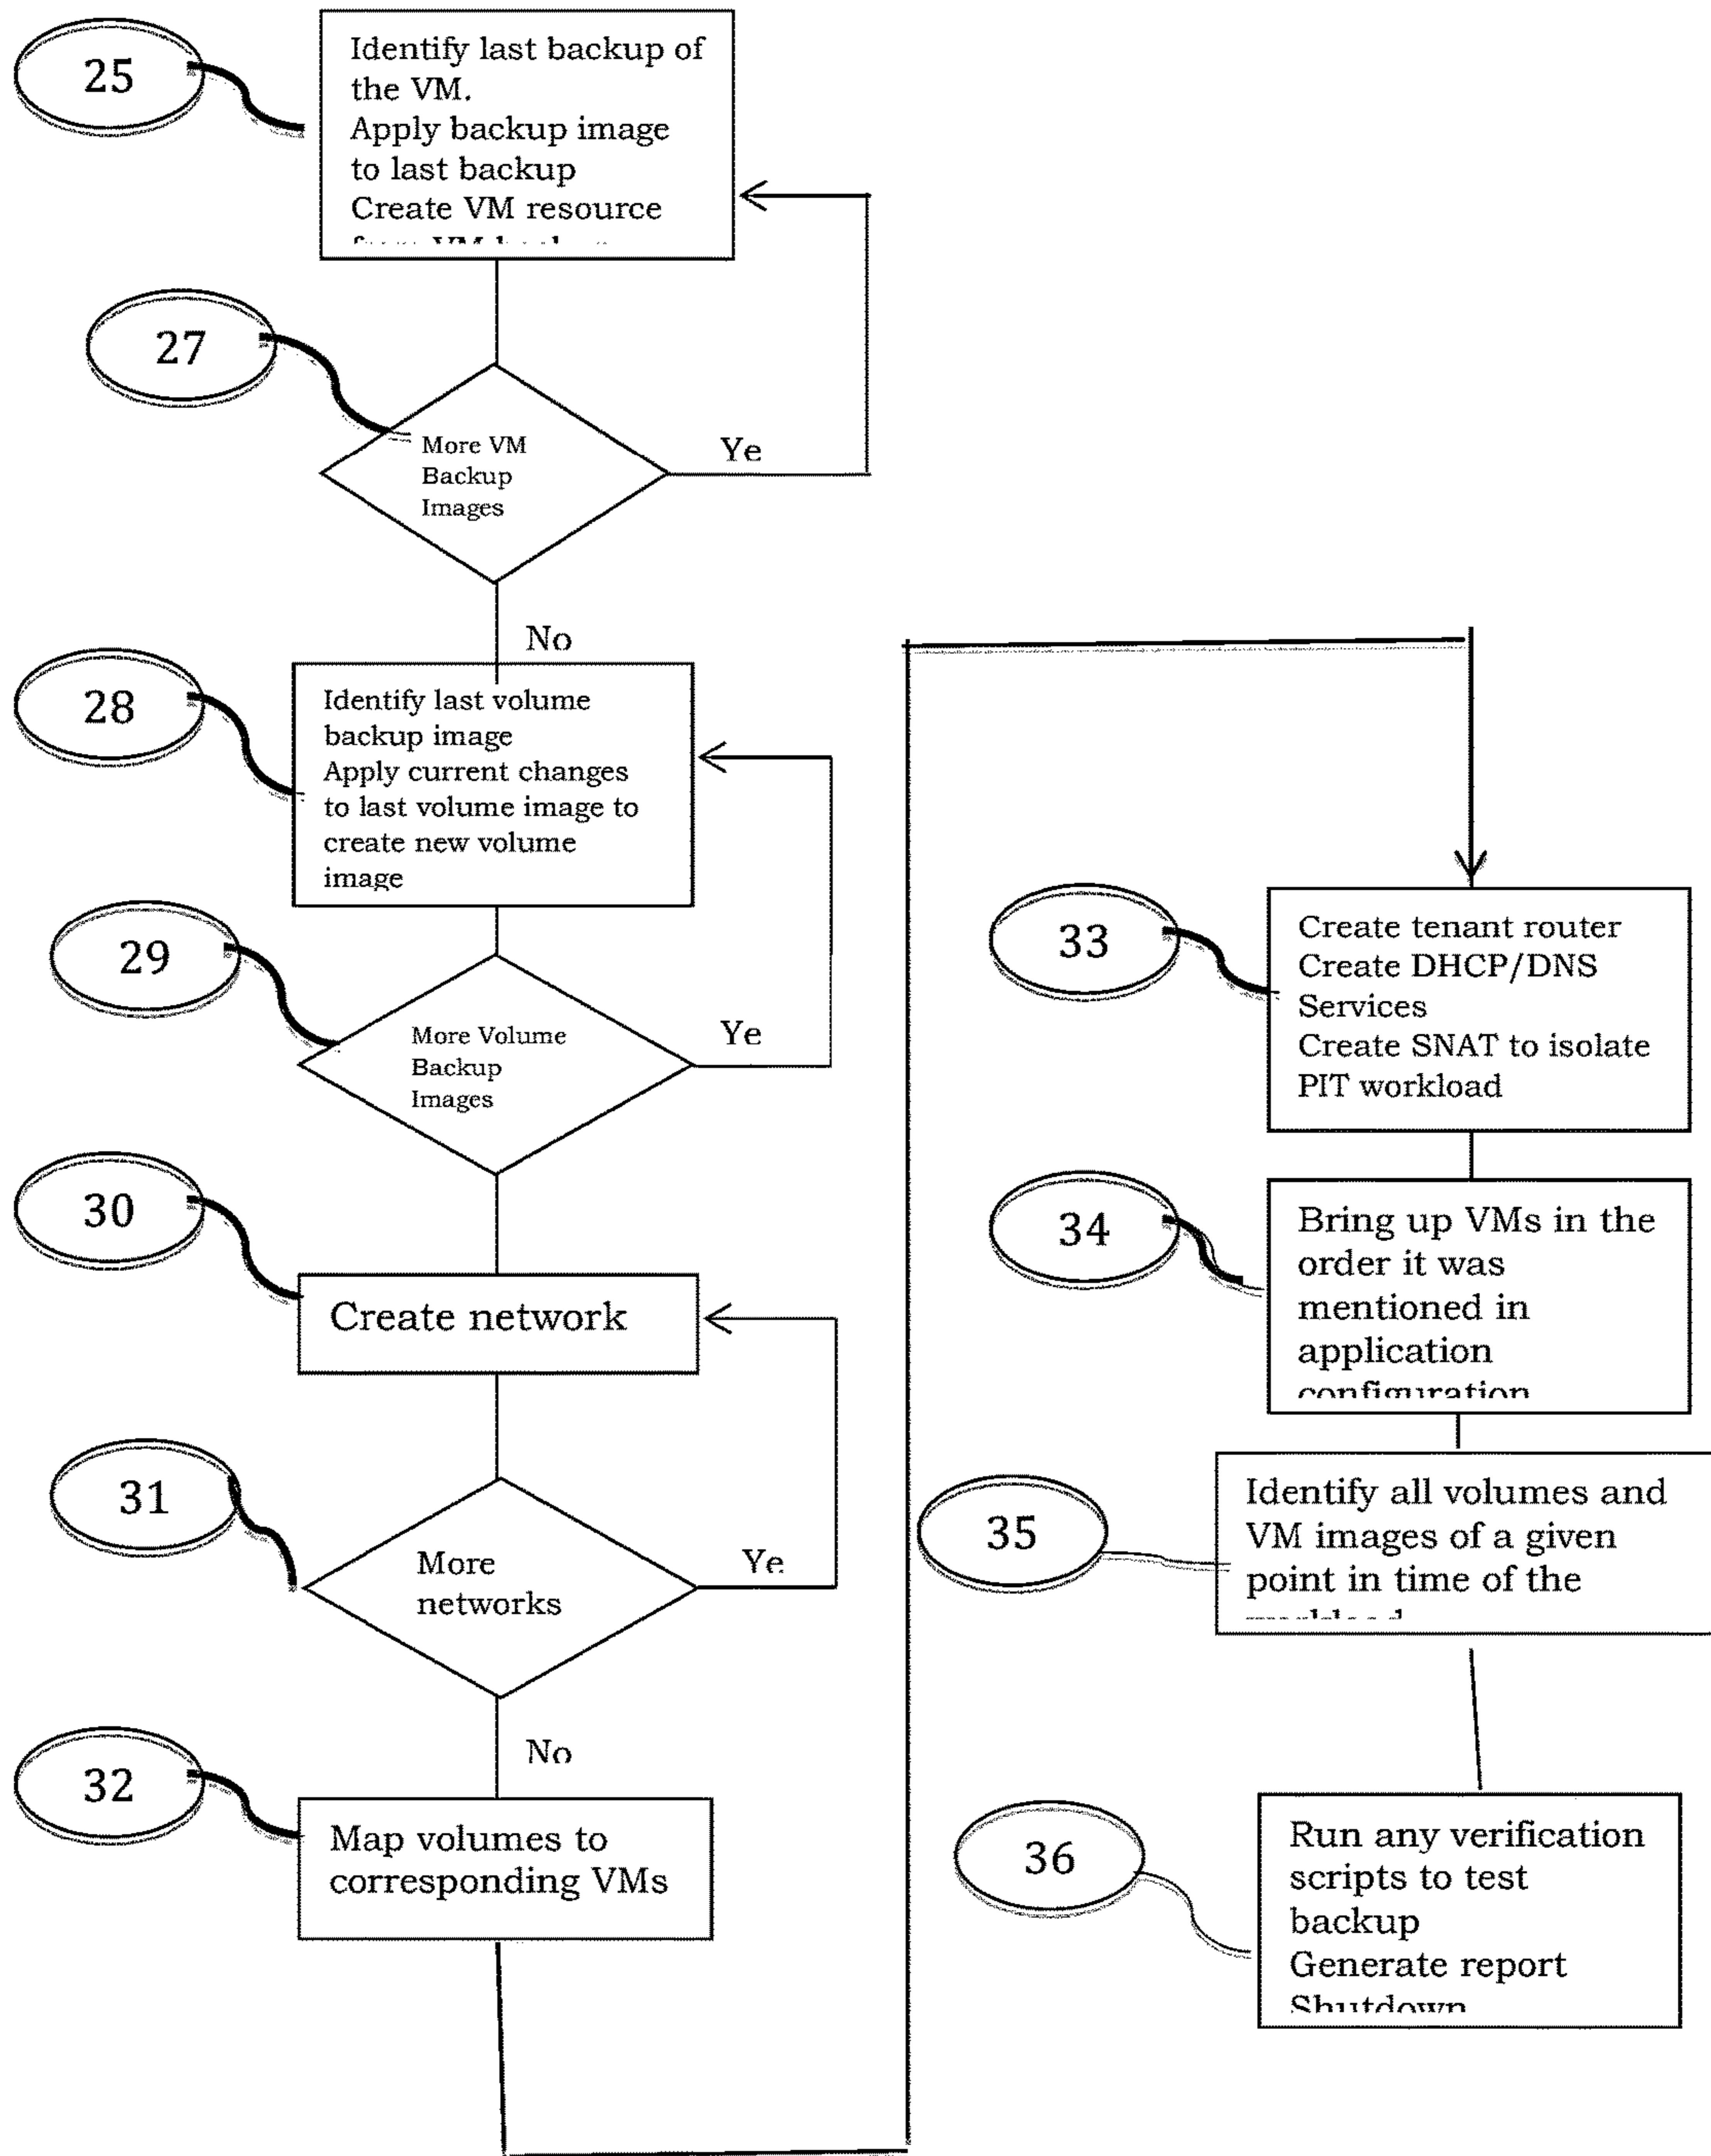 25
Identify last backup of
the VM.
Apply backup image
to last backup
Create VM resource
27
More VM
Backup
Images
Ye
No
28
Identify last volume
backup image
Apply current changes
to last volume image to
create new volume
image
29
More Volume
Backup
Images
Ye
30
Create network
31
More
networks
Ye
No
32
Map volumes to
corresponding VMs
33
Create tenant router
Create DHCP/DNS
Services
Create SNAT to isolate
PIT workload
34
Bring up VMs in the
order it was
mentioned in
application
configuration
35
Identify all volumes and
VM images of a given
point in time of the
36
Run any verification
scripts to test
backup
Generate report
Shutdown